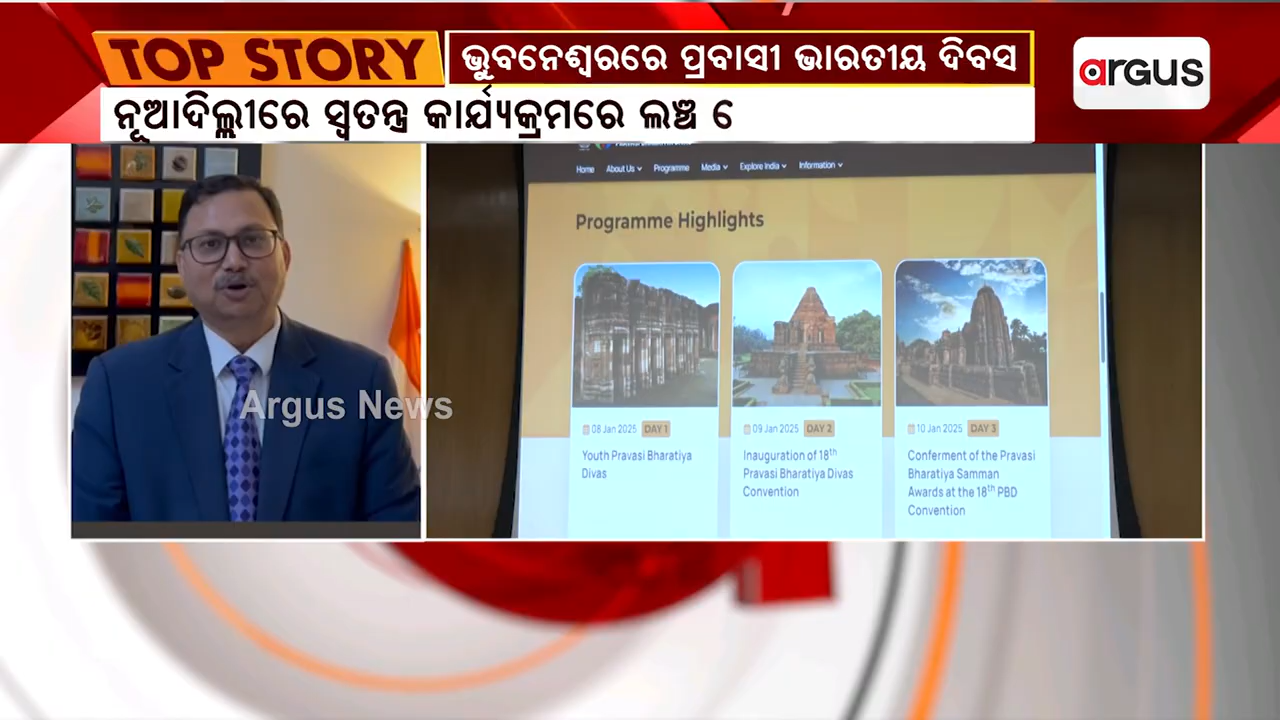 TOP STORY
ଭୁବନେଶ୍ୱରରେ ପ୍ରବାସୀ ଭାରତୀୟ ଦିବସ
argus
ନୂଆଦିଲ୍ଲୀରେ ସ୍ୱତନ୍ତ୍ର କାର୍ଯ୍ୟକ୍ରମରେ ଲଞ୍ଚ
Home About Us Programme Media Explore India Information
Programme Highlights
Argus News
08 Jan 2025 DAY 1
Youth Pravasi Bharatiya
Divas
09 Jan 2025 DAY 2
Inauguration of 18th
Pravasi Bharatiya Divas
Convention
10 Jan 2025 DAY 3
Conferment of the Pravasi
Bharatiya Samman
Awards at the 18th PBD
Convention